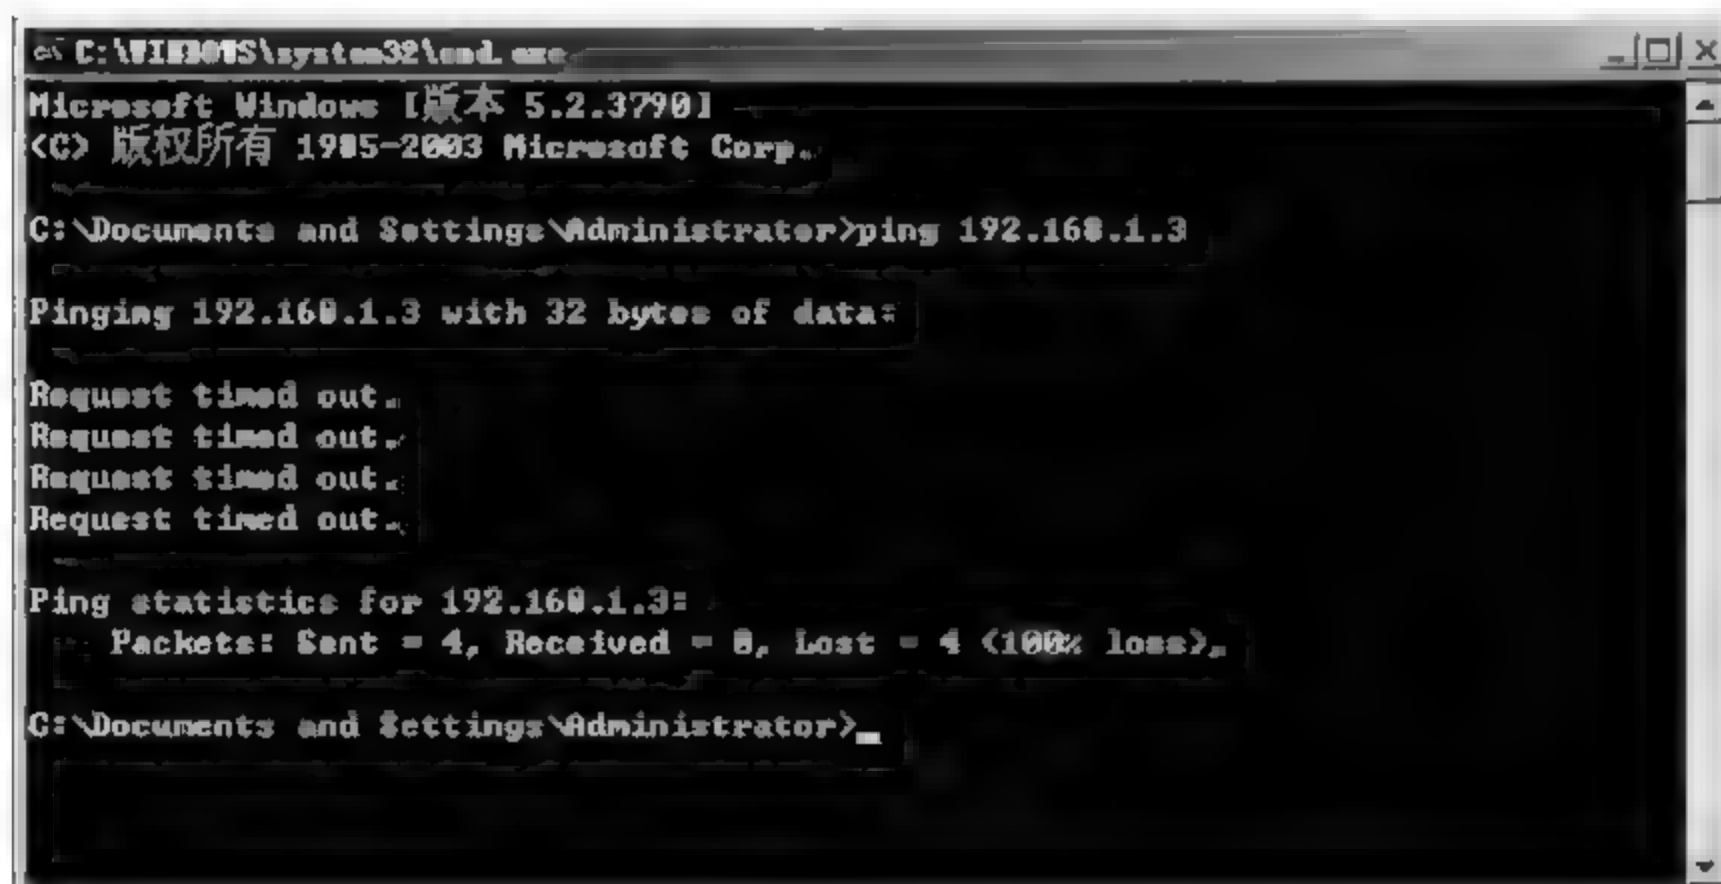 C:\WINDOWS\system32\cmd.exe
Microsoft Windows [版本 5.2.3790]
<C> 版权所有 1985-2003 Microsoft Corp.
C:\Documents and Settings\Administrator>ping 192.168.1.3
Pinging 192.168.1.3 with 32 bytes of data:
Request timed out.
Request timed out.
Request timed out.
Request timed out.
Ping statistics for 192.168.1.3:
Packets: Sent = 4, Received = 0, Lost = 4 <100% loss>,
C:\Documents and Settings\Administrator>_